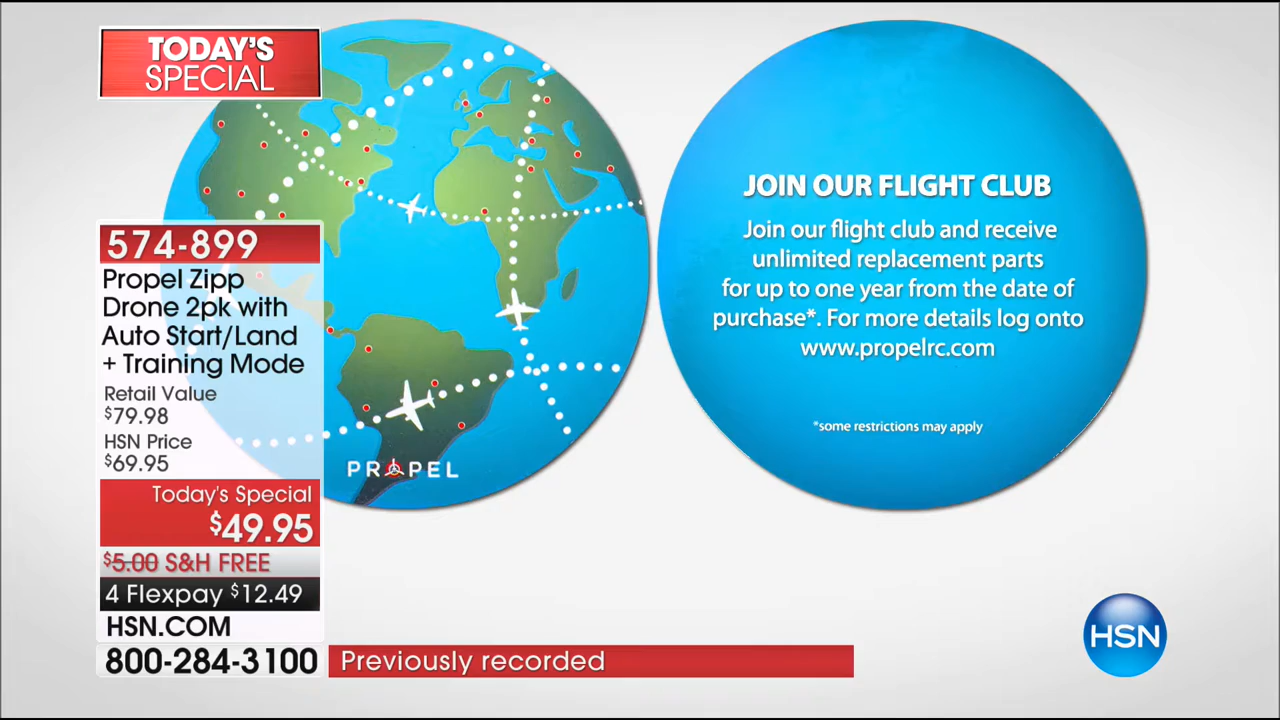 TODAY'S
SPECIAL
574-899
Propel Zipp
Drone 2pk with
Auto Start/Land
+ Training Mode
Retail Value
$79.98
HSN Price
$69.95
Today's Special
$49.95
$5.00 S&H FREE
4 Flexpay $12.49
HSN.COM
800-284-3100
Previously recorded
PROPEL
JOIN OUR FLIGHT CLUB
Join our flight club and receive
unlimited replacement parts
for up to one year from the date of
purchase*. For more details log onto
www.propelrc.com
*some restrictions may apply
HSN